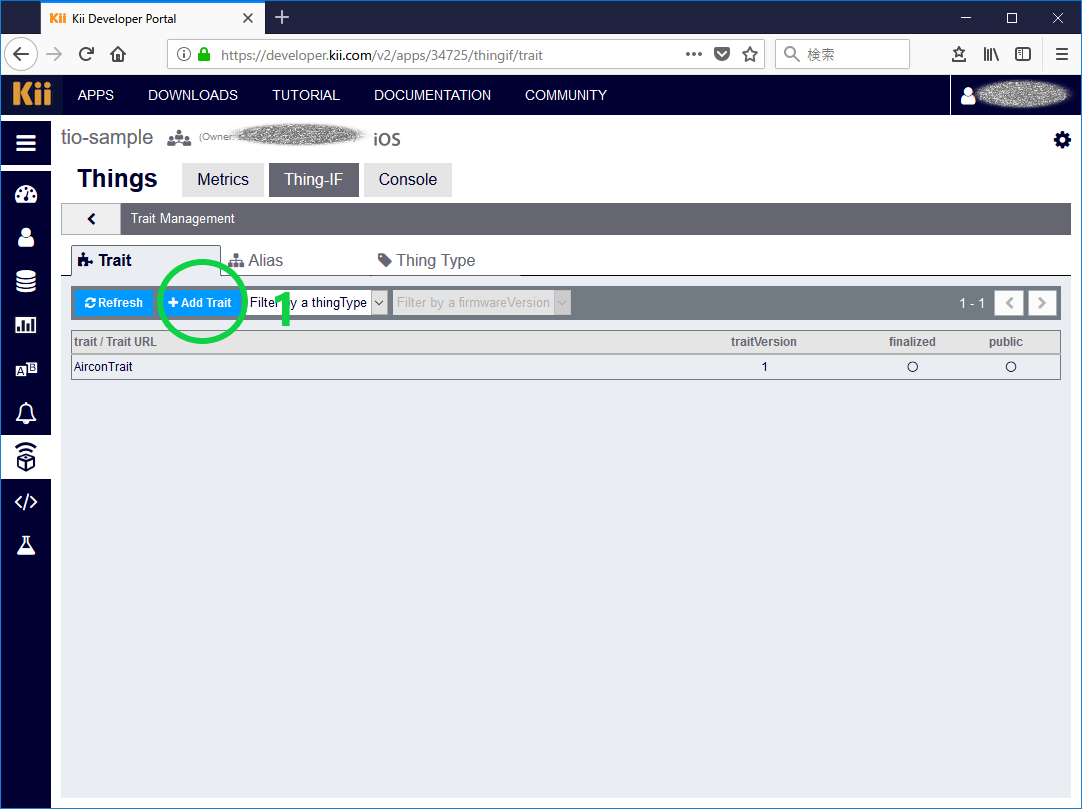 Kii Kii Developer Portal
https://developer.kii.com/v2/apps/34725/thingif/trait
検索
Kii APPS DOWNLOADS TUTORIAL DOCUMENTATION COMMUNITY
tio-sample (Owner: ) iOS
Things Metrics Thing-IF Console
Trait Management
Trait Alias Thing Type
Refresh + Add Trait Filter by a thingType Filter by a firmwareVersion 1 - 1
1
trait / Trait URL traitVersion finalized public
AirconTrait 1